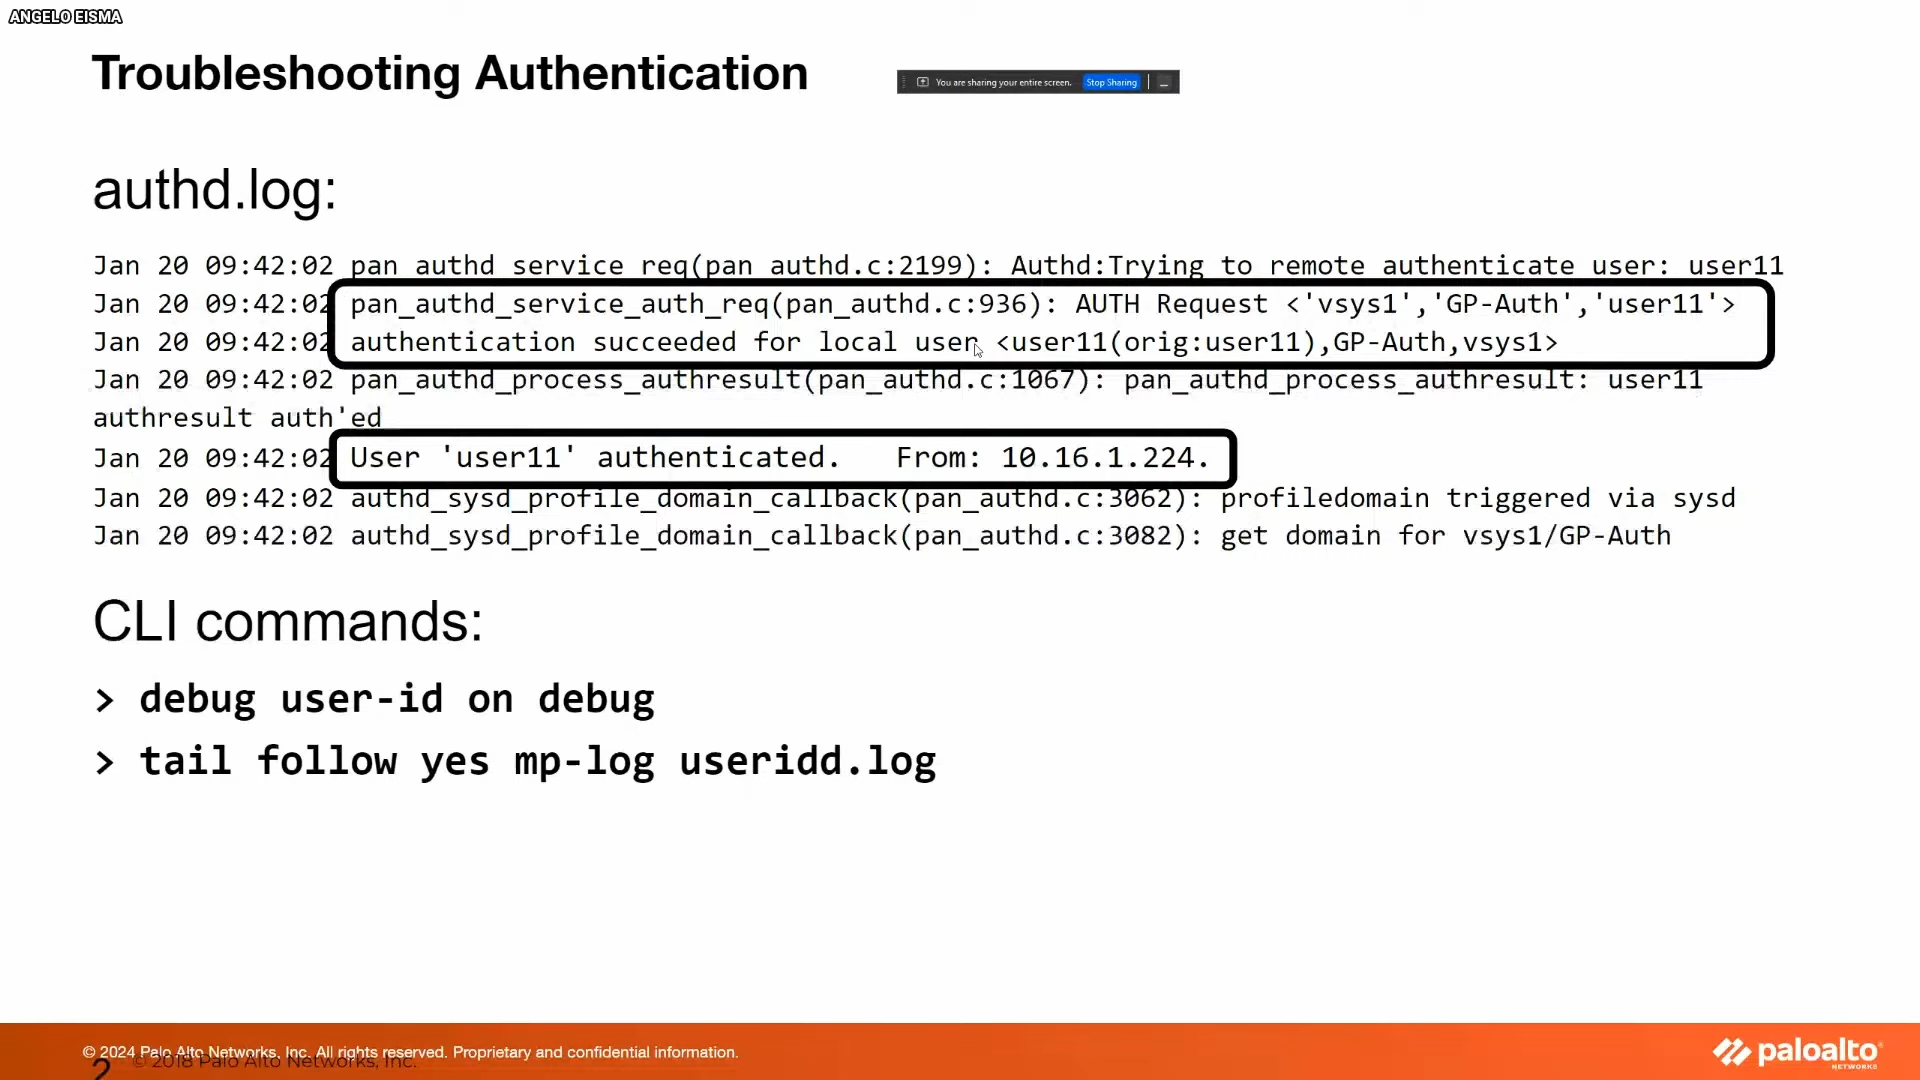 ANGELO EISMA
Troubleshooting Authentication
You are sharing your entire screen. Stop Sharing
authd.log:
Jan 20 09:42:02 pan_authd_service_req(pan_authd.c:2199): Authd:Trying to remote authenticate user: user11
Jan 20 09:42:02 pan_authd_service_auth_req(pan_authd.c:936): AUTH Request <'vsys1','GP-Auth','user11'>
Jan 20 09:42:02 authentication succeeded for local user <user11(orig:user11),GP-Auth,vsys1>
Jan 20 09:42:02 pan_authd_process_authresult(pan_authd.c:1067): pan_authd_process_authresult: user11
authresult auth'ed
Jan 20 09:42:02 User 'user11' authenticated. From: 10.16.1.224.
Jan 20 09:42:02 authd_sysd_profile_domain_callback(pan_authd.c:3062): profiledomain triggered via sysd
Jan 20 09:42:02 authd_sysd_profile_domain_callback(pan_authd.c:3082): get domain for vsys1/GP-Auth
CLI commands:
> debug user-id on debug
> tail follow yes mp-log useridd.log
© 2024 Palo Alto Networks, Inc. All rights reserved. Proprietary and confidential information.
2 © 2018 Palo Alto Networks, Inc.
paloalto
NETWORKS